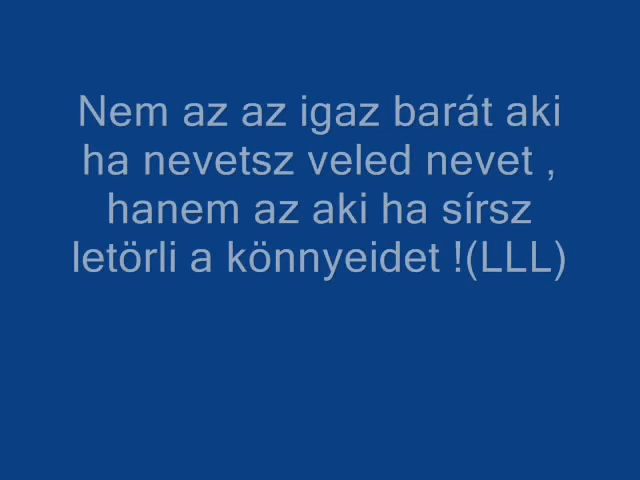 Nem az az igaz barát aki
ha nevetsz veled nevet ,
hanem az aki ha sírsz
letörli a könnyeidet !(LLL)